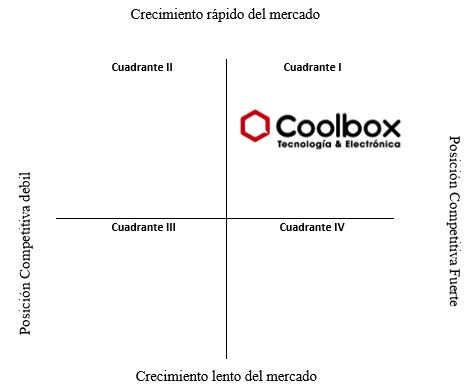 Crecimiento rápido del mercado
Cuadrante II
Cuadrante I
Coolbox
Tecnología & Electrónica
Posición Competitiva debil
Posición Competitiva Fuerte
Cuadrante III
Cuadrante IV
Crecimiento lento del mercado